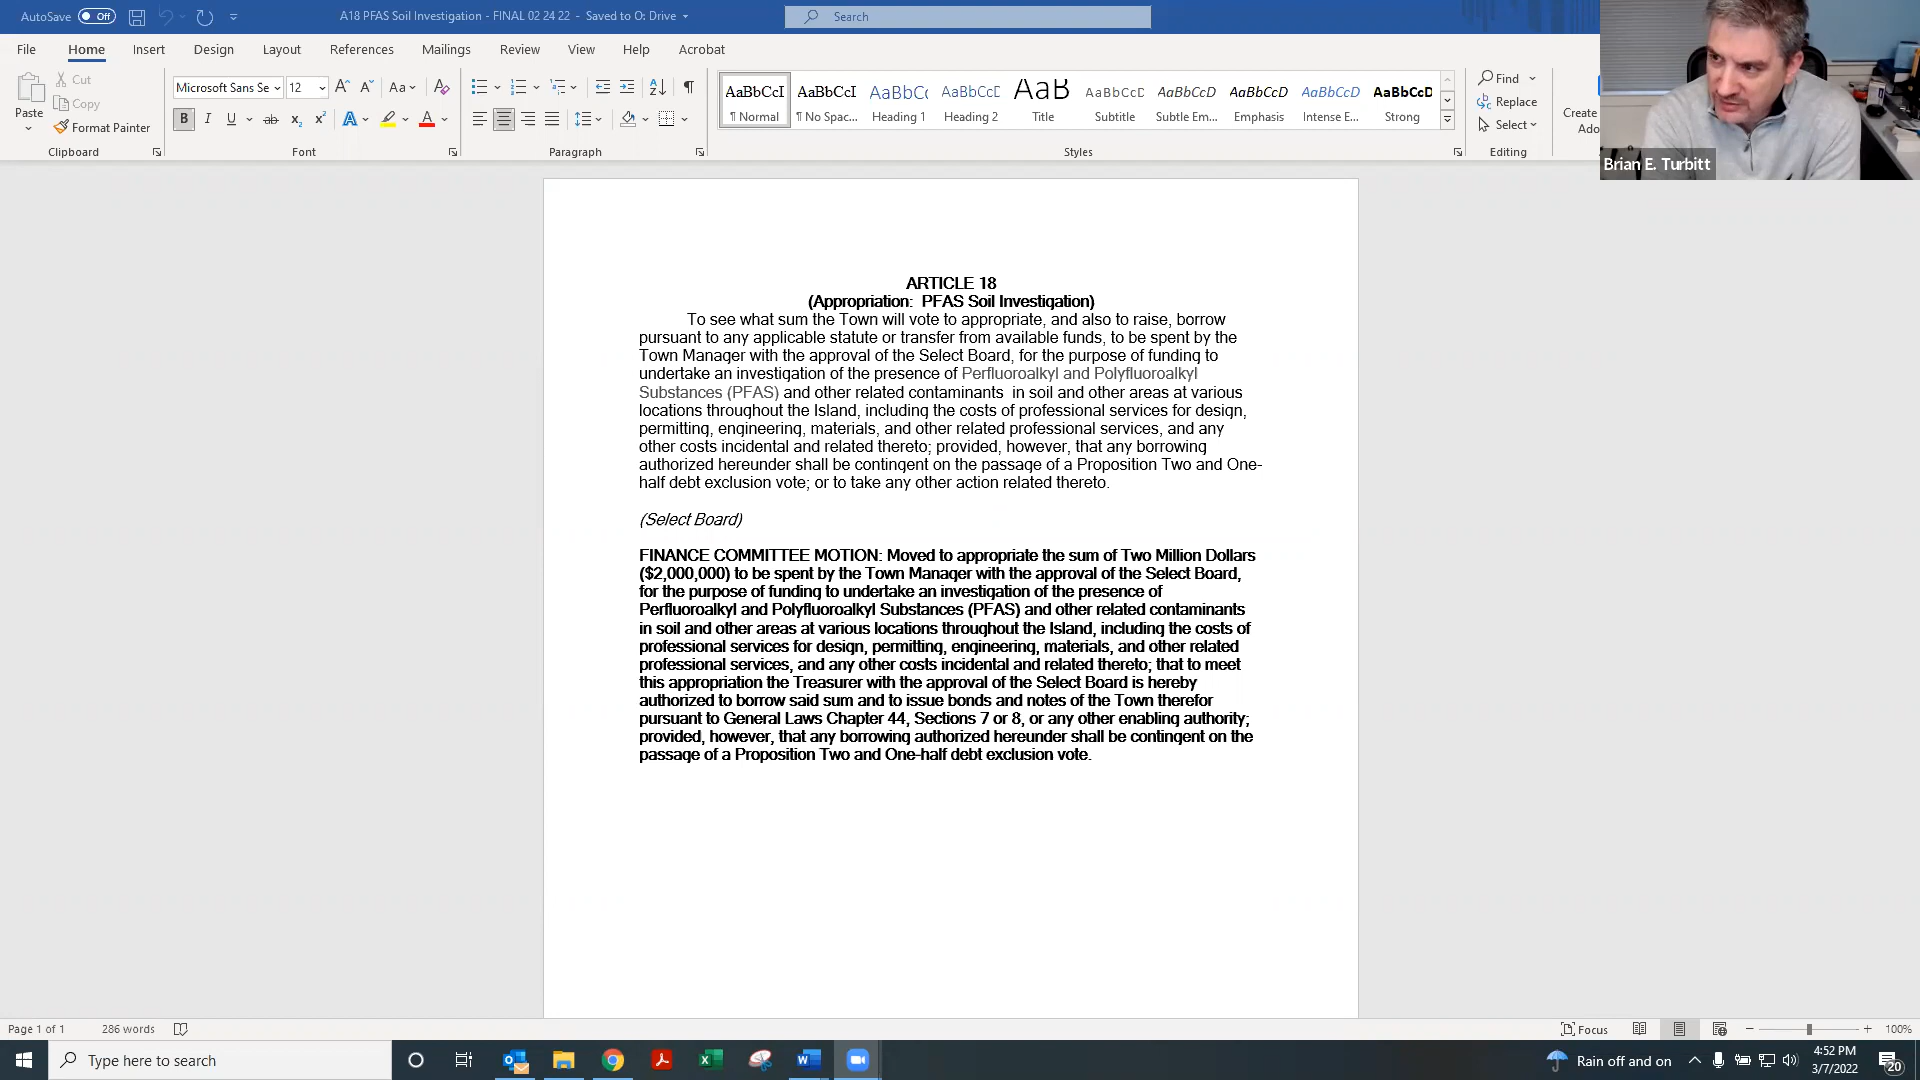 AutoSave Off A18 PFAS Soil Investigation - FINAL 02 24 22 - Saved to O: Drive Search
File Home Insert Design Layout References Mailings Review View Help Acrobat
Paste
Cut
Copy
Format Painter
Clipboard
Microsoft Sans Se 12
Font
Paragraph
AaBbCcI AaBbCcI AaBbCc AaBbCcD AaB AaBbCcD AaBbCcD AaBbCcD AaBbCcD AaBbCcD
¶ Normal ¶ No Spac... Heading 1 Heading 2 Title Subtitle Subtle Em... Emphasis Intense E... Strong
Styles
Find
Replace
Select
Editing
Create
Ado
Brian E. Turbitt
ARTICLE 18
(Appropriation: PFAS Soil Investigation)
To see what sum the Town will vote to appropriate, and also to raise, borrow
pursuant to any applicable statute or transfer from available funds, to be spent by the
Town Manager with the approval of the Select Board, for the purpose of funding to
undertake an investigation of the presence of Perfluoroalkyl and Polyfluoroalkyl
Substances (PFAS) and other related contaminants in soil and other areas at various
locations throughout the Island, including the costs of professional services for design,
permitting, engineering, materials, and other related professional services, and any
other costs incidental and related thereto; provided, however, that any borrowing
authorized hereunder shall be contingent on the passage of a Proposition Two and One-
half debt exclusion vote; or to take any other action related thereto.
(Select Board)
FINANCE COMMITTEE MOTION: Moved to appropriate the sum of Two Million Dollars
($2,000,000) to be spent by the Town Manager with the approval of the Select Board,
for the purpose of funding to undertake an investigation of the presence of
Perfluoroalkyl and Polyfluoroalkyl Substances (PFAS) and other related contaminants
in soil and other areas at various locations throughout the Island, including the costs of
professional services for design, permitting, engineering, materials, and other related
professional services, and any other costs incidental and related thereto; that to meet
this appropriation the Treasurer with the approval of the Select Board is hereby
authorized to borrow said sum and to issue bonds and notes of the Town therefor
pursuant to General Laws Chapter 44, Sections 7 or 8, or any other enabling authority;
provided, however, that any borrowing authorized hereunder shall be contingent on the
passage of a Proposition Two and One-half debt exclusion vote.
Page 1 of 1 286 words Focus 100%
Type here to search Rain off and on 4:52 PM
3/7/2022 20